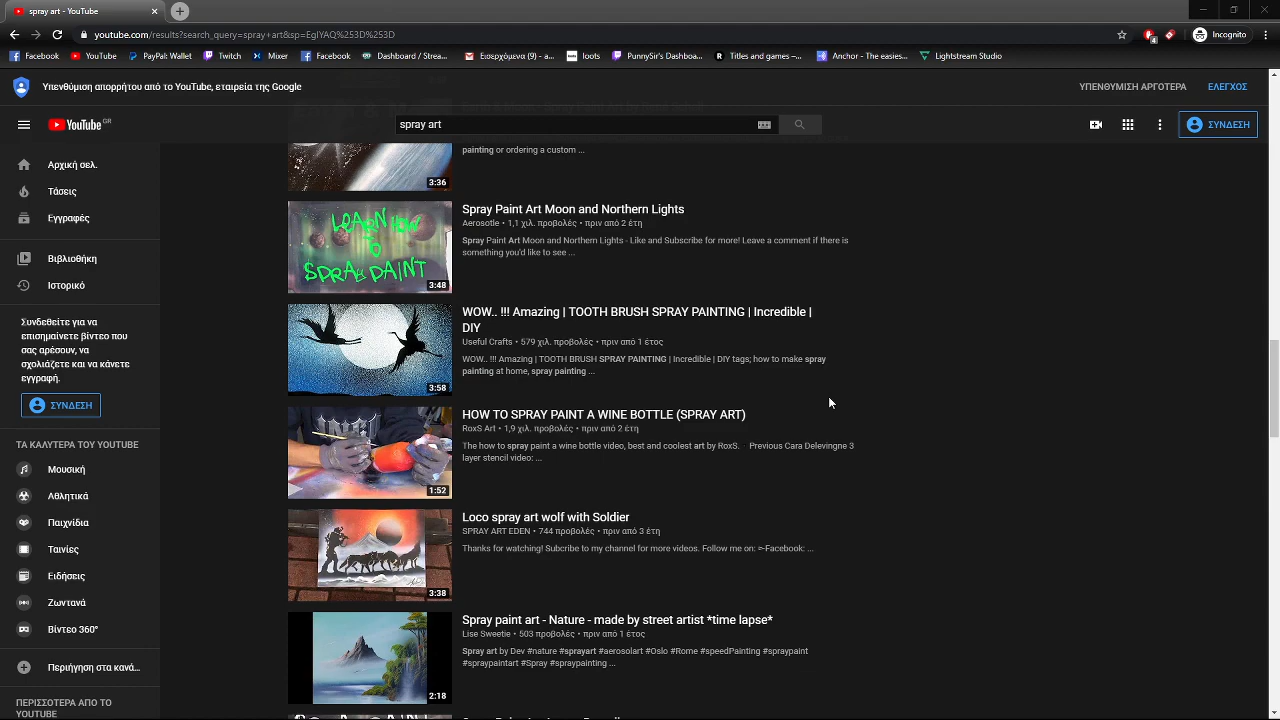 spray art - YouTube
youtube.com/results?search_query=spray+art&sp=EgIYAQ%253D%253D
4
Incognito
Facebook
YouTube
PayPal: Wallet
Twitch
Mixer
Facebook
Dashboard / Strea...
Εισερχόμενα (9) - a...
loots
PunnySir's Dashboa...
Titles and games –...
Anchor - The easies...
Lightstream Studio
Υπενθύμιση απορρήτου από το YouTube, εταιρεία της Google
ΥΠΕΝΘΥΜΙΣΗ ΑΡΓΟΤΕΡΑ
ΕΛΕΓΧΟΣ
YouTube GR
spray art
ΣΥΝΔΕΣΗ
Αρχική σελ.
Τάσεις
Εγγραφές
Βιβλιοθήκη
Ιστορικό
Συνδεθείτε για να
επισημαίνετε βίντεο που
σας αρέσουν, να
σχολιάζετε και να κάνετε
εγγραφή.
ΣΥΝΔΕΣΗ
ΤΑ ΚΑΛΥΤΕΡΑ ΤΟΥ YOUTUBE
Μουσική
Αθλητικά
Παιχνίδια
Ταινίες
Ειδήσεις
Ζωντανά
Βίντεο 360°
Περιήγηση στα κανά...
ΠΕΡΙΣΣΟΤΕΡΑ ΑΠΟ ΤΟ
YOUTUBE
painting or ordering a custom ...
3:36
LEARN HOW
TO
SPRAY PAINT
3:48
Spray Paint Art Moon and Northern Lights
Aerosotle • 1,1 χιλ. προβολές • πριν από 2 έτη
Spray Paint Art Moon and Northern Lights - Like and Subscribe for more! Leave a comment if there is
something you'd like to see ...
3:58
WOW.. !!! Amazing | TOOTH BRUSH SPRAY PAINTING | Incredible |
DIY
Useful Crafts • 579 χιλ. προβολές • πριν από 1 έτος
WOW.. !!! Amazing | TOOTH BRUSH SPRAY PAINTING | Incredible | DIY tags; how to make spray
painting at home, spray painting ...
1:52
HOW TO SPRAY PAINT A WINE BOTTLE (SPRAY ART)
RoxS Art • 1,9 χιλ. προβολές • πριν από 2 έτη
The how to spray paint a wine bottle video, best and coolest art by RoxS. Previous Cara Delevingne 3
layer stencil video: ...
3:38
Loco spray art wolf with Soldier
SPRAY ART EDEN • 744 προβολές • πριν από 3 έτη
Thanks for watching! Subcribe to my channel for more videos. Follow me on: ➳Facebook: ...
2:18
Spray paint art - Nature - made by street artist *time lapse*
Lise Sweetie • 503 προβολές • πριν από 1 έτος
Spray art by Dev #nature #sprayart #aerosolart #Oslo #Rome #speedPainting #spraypaint
#spraypaintart #Spray #spraypainting ...